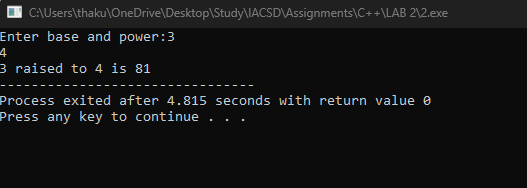 C:\Users\thaku\OneDrive\Desktop\Study\IACSD\Assignments\C++\LAB 2\2.exe
Enter base and power:3
4
3 raised to 4 is 81
--------------------------------
Process exited after 4.815 seconds with return value 0
Press any key to continue . . .